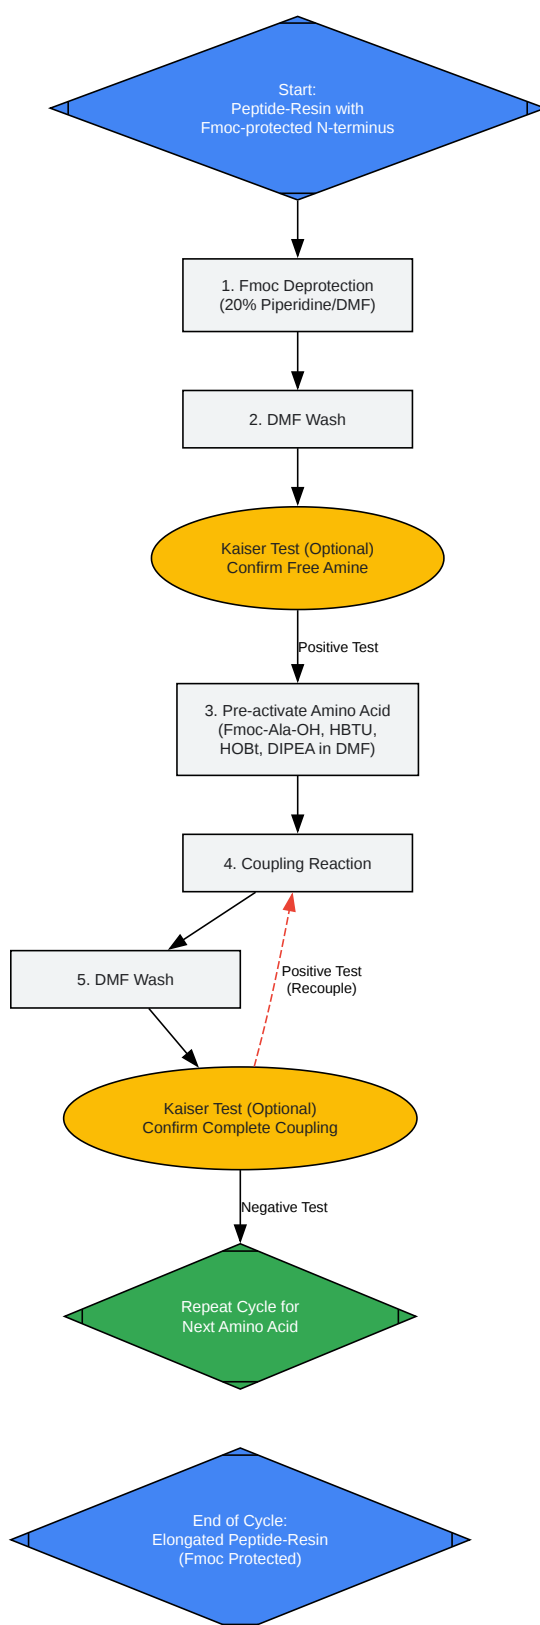 Start:
Peptide-Resin with
Fmoc-protected N-terminus
1. Fmoc Deprotection
(20% Piperidine/DMF)
2. DMF Wash
Kaiser Test (Optional)
Confirm Free Amine
Positive Test
3. Pre-activate Amino Acid
(Fmoc-Ala-OH, HBTU,
HOBt, DIPEA in DMF)
4. Coupling Reaction
5. DMF Wash
Positive Test
(Recouple)
Kaiser Test (Optional)
Confirm Complete Coupling
Negative Test
Repeat Cycle for
Next Amino Acid
End of Cycle:
Elongated Peptide-Resin
(Fmoc Protected)